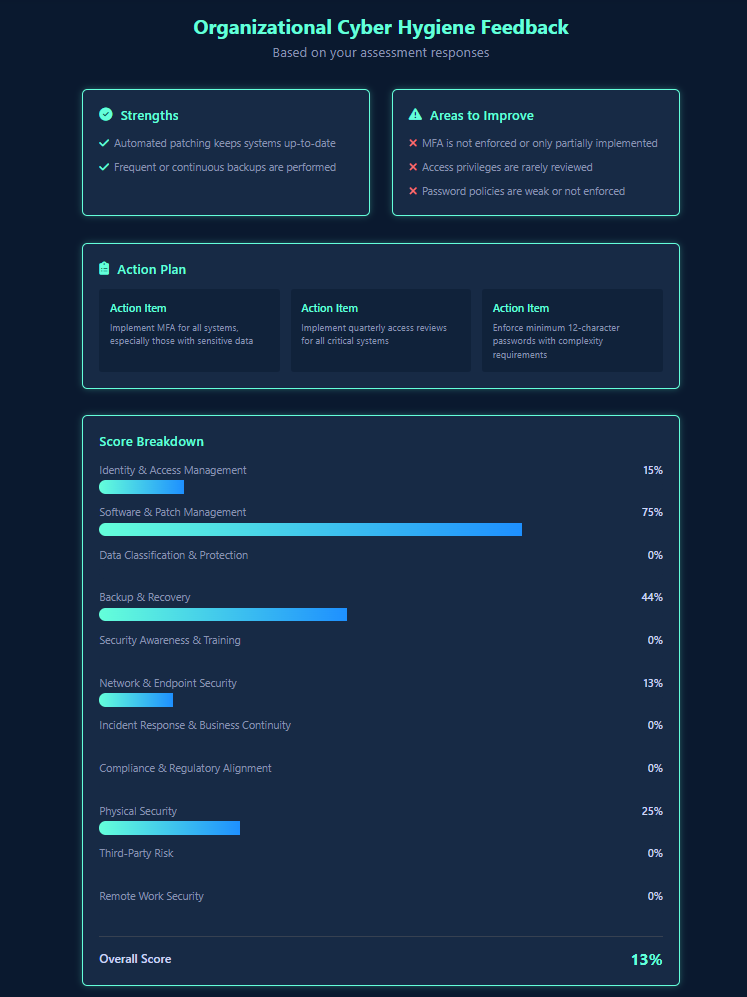 Organizational Cyber Hygiene Feedback
Based on your assessment responses
Strengths
Automated patching keeps systems up-to-date
Frequent or continuous backups are performed
Areas to Improve
MFA is not enforced or only partially implemented
Access privileges are rarely reviewed
Password policies are weak or not enforced
Action Plan
Action Item
Implement MFA for all systems,
especially those with sensitive data
Action Item
Implement quarterly access reviews
for all critical systems
Action Item
Enforce minimum 12-character
passwords with complexity
requirements
Score Breakdown
Identity & Access Management 15%
Software & Patch Management 75%
Data Classification & Protection 0%
Backup & Recovery 44%
Security Awareness & Training 0%
Network & Endpoint Security 13%
Incident Response & Business Continuity 0%
Compliance & Regulatory Alignment 0%
Physical Security 25%
Third-Party Risk 0%
Remote Work Security 0%
Overall Score 13%